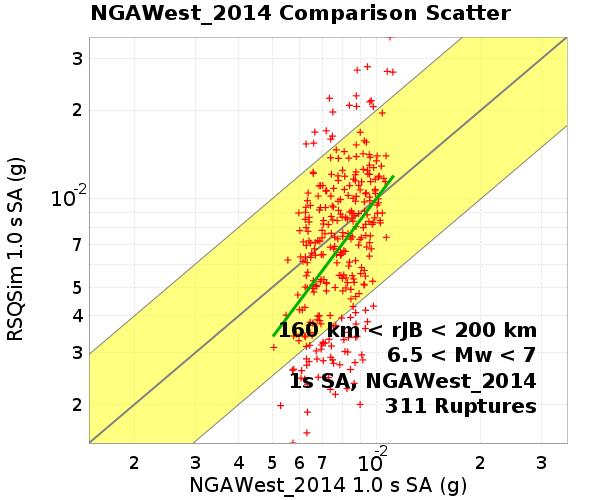 NGAWest_2014 Comparison Scatter
RSQSim 1.0 s SA (g)
3
2
10-2
7
5
4
3
2
160 km < rJB < 200 km
6.5 < Mw < 7
1s SA, NGAWest_2014
311 Ruptures
2 3 4 5 6 7 10-2 2 3
NGAWest_2014 1.0 s SA (g)